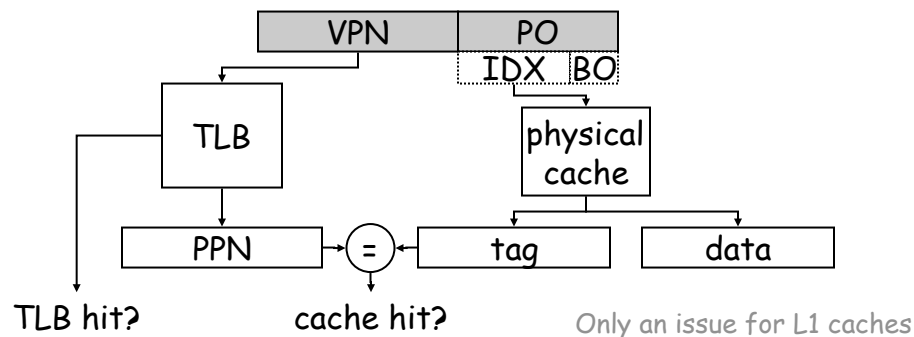 VPN PO
IDX BO
TLB
physical
cache
PPN = tag data
TLB hit? cache hit?
Only an issue for L1 caches